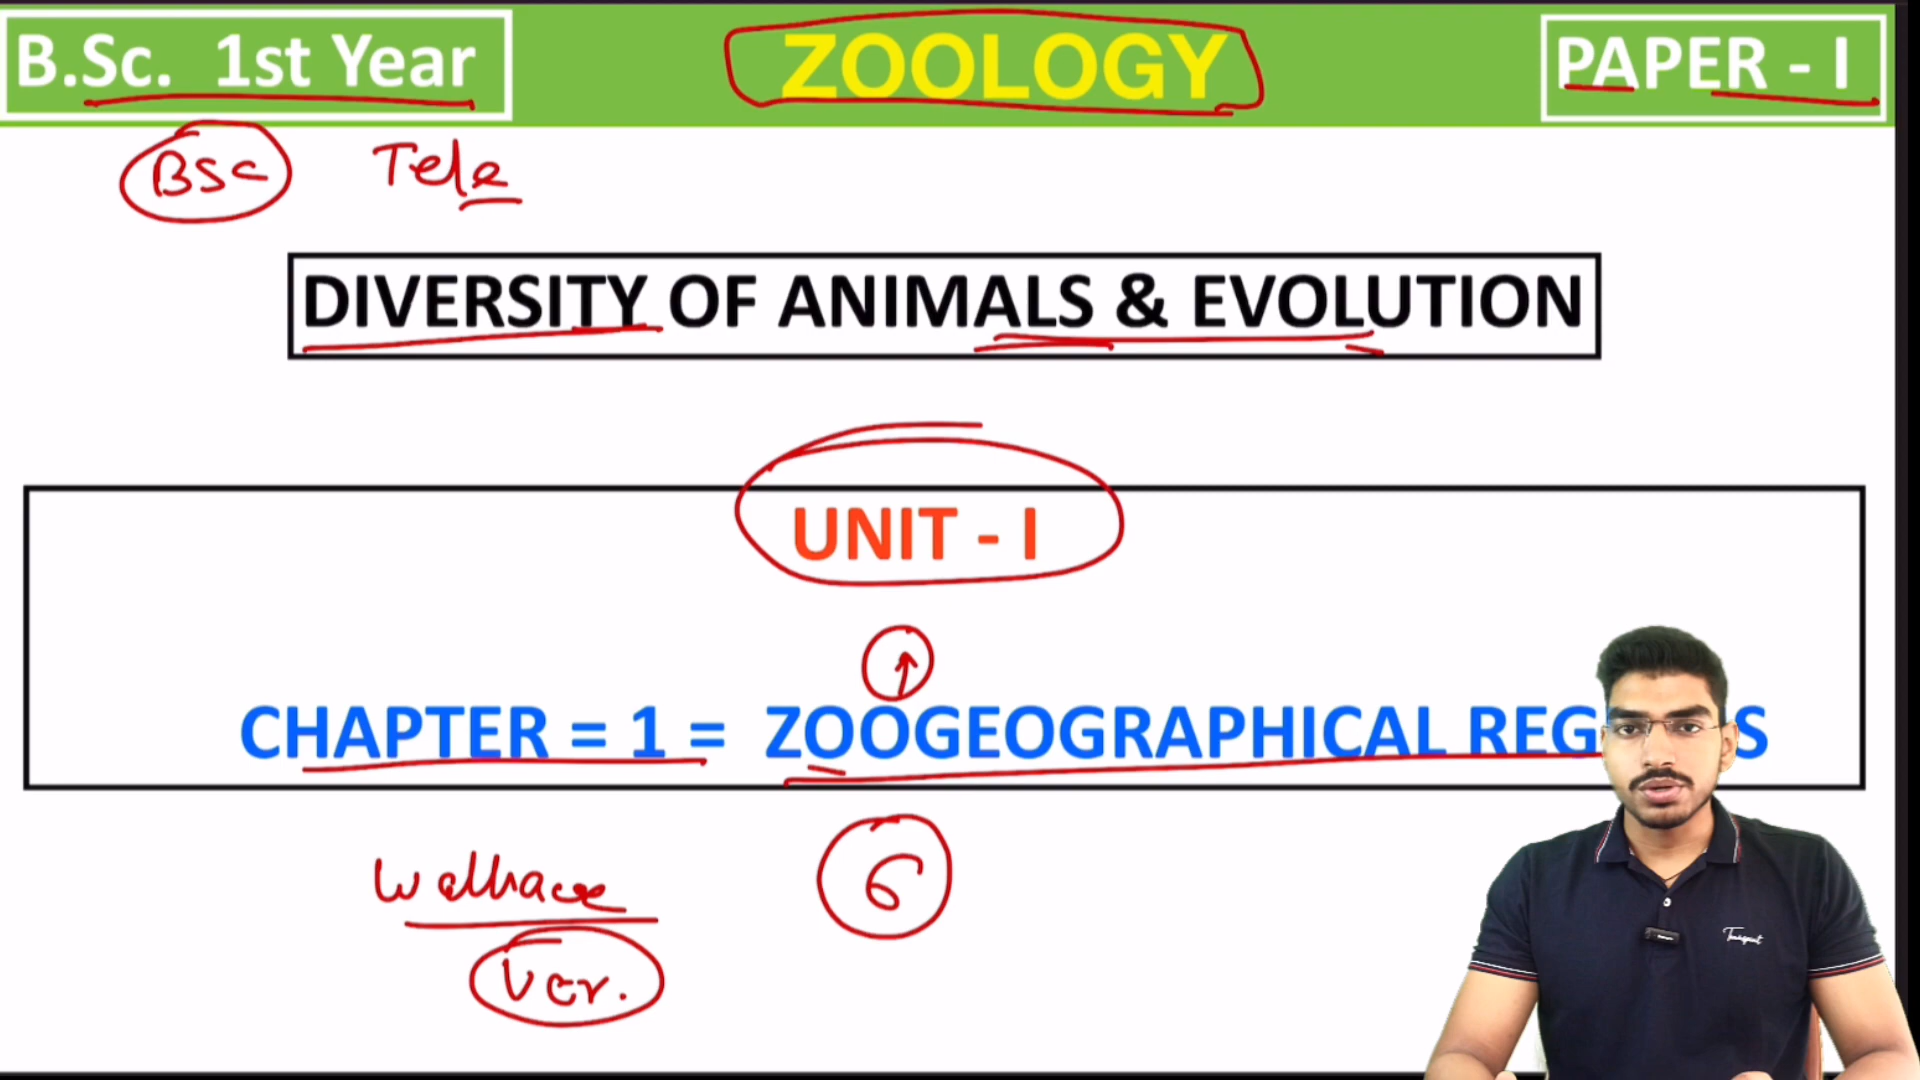 B.Sc. 1st Year
ZOOLOGY
PAPER - I
BSc Tele
DIVERSITY OF ANIMALS & EVOLUTION
UNIT - I
CHAPTER = 1 = ZOOGEOGRAPHICAL REG S
Wallace
6
Ver.